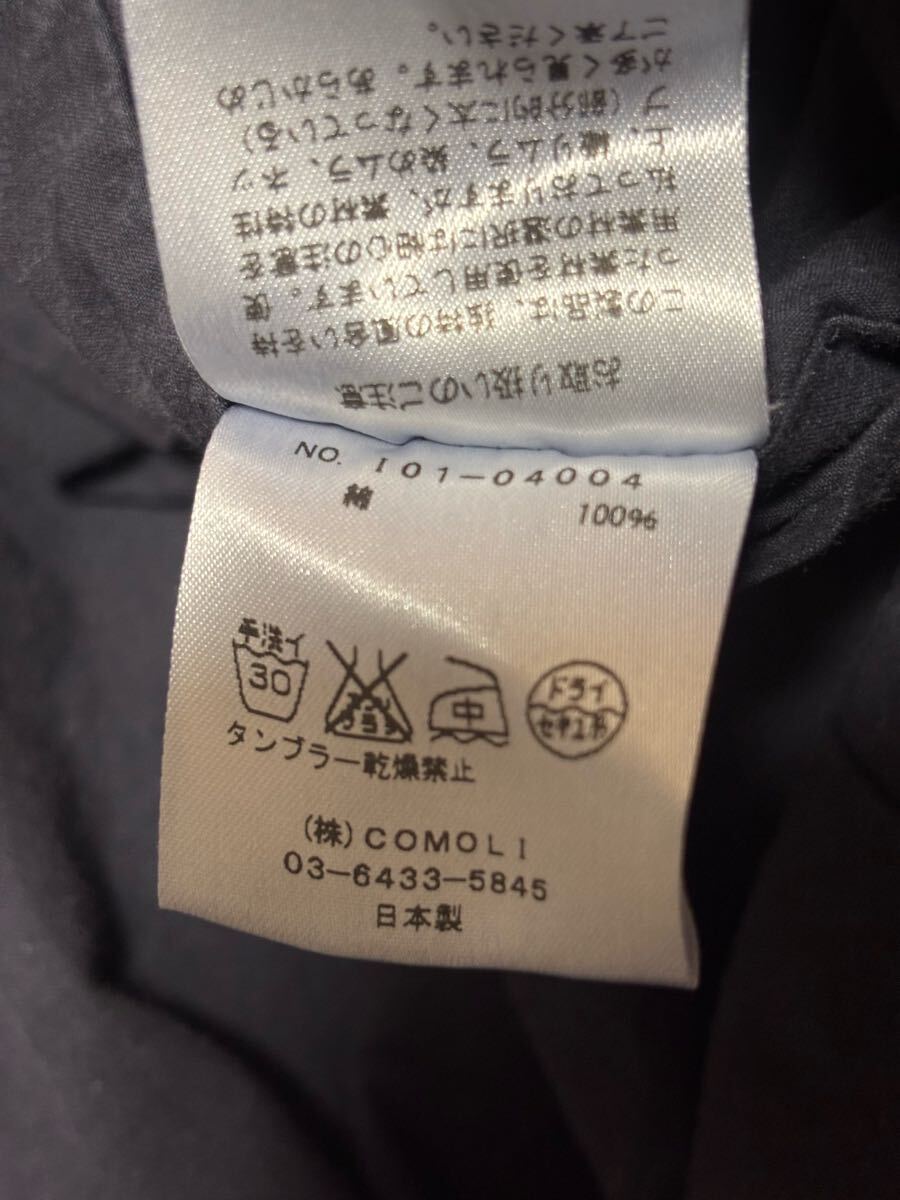 お取り扱いのご注意
この製品は、独特の風合いを持
った素材を使用しています。使
用素材の選択には細心の注意を
払っておりますが、素材の特性
上、織りムラ、染めムラ、ネッ
プ(部分的に太くなっている)
が多く見られます。あらかじめ
ご了承ください。
NO. I01-04004
綿 100%
手洗イ
30
エンソ
サラシ
中
ドライ
セキユ系
タンブラー乾燥禁止
(株)COMOLI
03-6433-5845
日本製